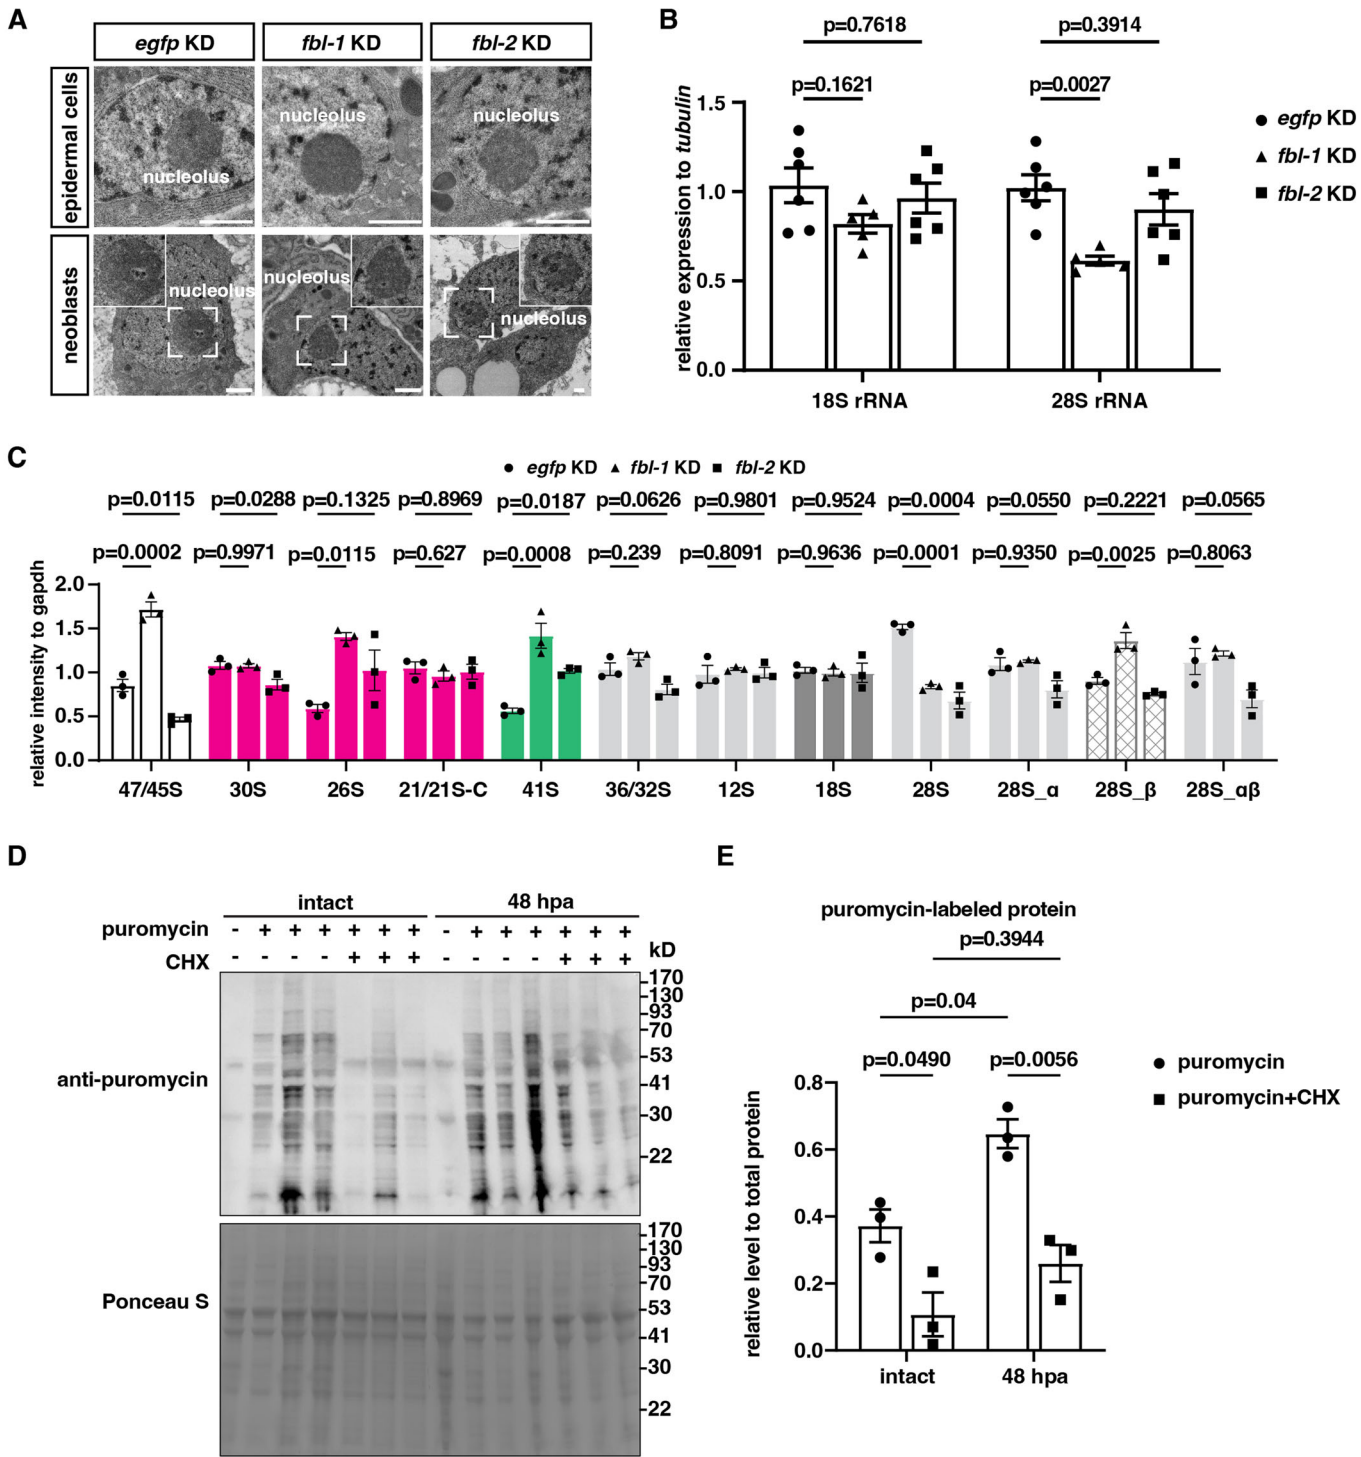 A
egfp KD
fbl-1 KD
fbl-2 KD
epidermal cells
nucleolus
nucleolus
nucleolus
neoblasts
nucleolus
nucleolus
nucleolus
B
p=0.7618
p=0.3914
p=0.1621
p=0.0027
relative expression to tubulin
1.5
1.0
0.5
0.0
18S rRNA
28S rRNA
egfp KD
fbl-1 KD
fbl-2 KD
C
egfp KD fbl-1 KD fbl-2 KD
p=0.0115 p=0.0288 p=0.1325 p=0.8969 p=0.0187 p=0.0626 p=0.9801 p=0.9524 p=0.0004 p=0.0550 p=0.2221 p=0.0565
p=0.0002 p=0.9971 p=0.0115 p=0.627 p=0.0008 p=0.239 p=0.8091 p=0.9636 p=0.0001 p=0.9350 p=0.0025 p=0.8063
relative intensity to gapdh
2.0
1.5
1.0
0.5
0.0
47/45S 30S 26S 21/21S-C 41S 36/32S 12S 18S 28S 28S_α 28S_β 28S_αβ
D
intact 48 hpa
puromycin - + + + + + + - + + + + + +
CHX - - - - + + + - - - - + + +
kD
170
130
93
70
53
41
30
22
anti-puromycin
Ponceau S
170
130
93
70
53
41
30
22
E
puromycin-labeled protein
p=0.3944
p=0.04
p=0.0490
p=0.0056
relative level to total protein
0.8
0.6
0.4
0.2
0.0
intact
48 hpa
puromycin
puromycin+CHX